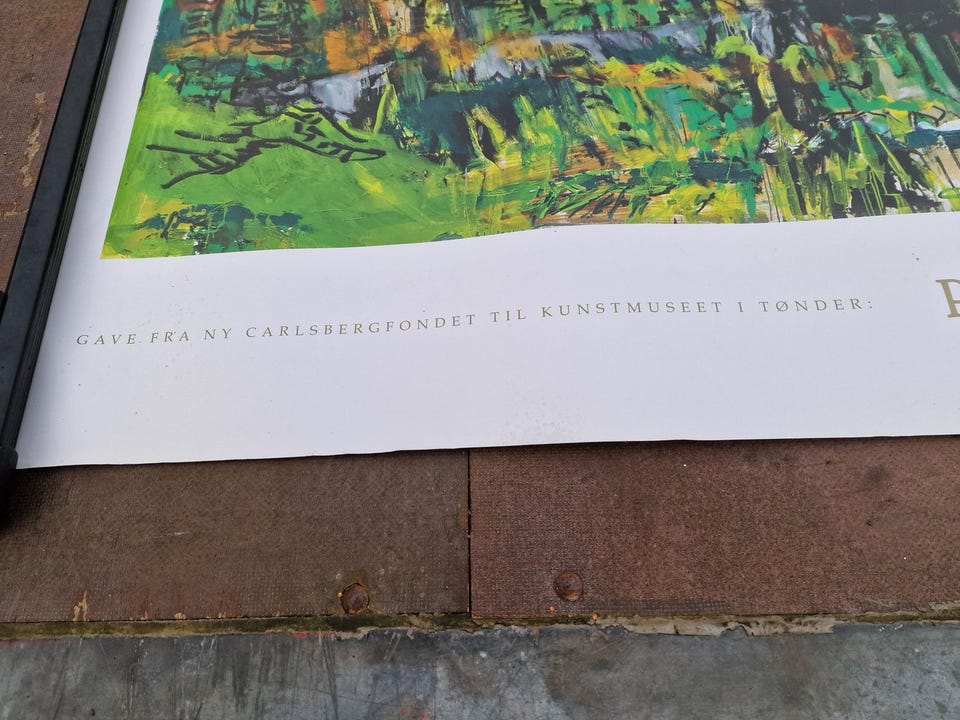 GAVE FRA NY CARLSBERGFONDET TIL KUNSTMUSEET I TØNDER: